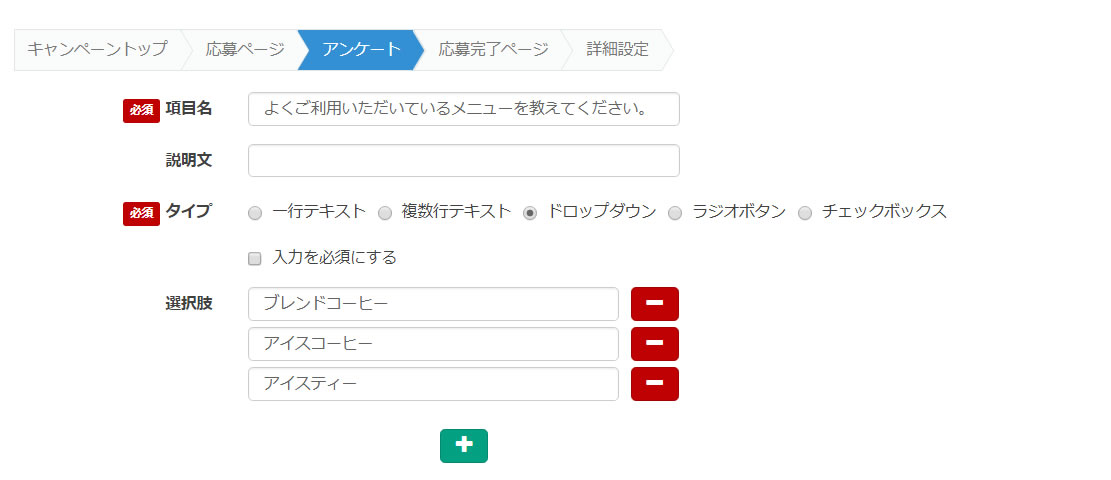 キャンペーントップ 応募ページ アンケート 応募完了ページ 詳細設定
必須 項目名 よくご利用いただいているメニューを教えてください。
説明文
必須 タイプ 一行テキスト 複数行テキスト ドロップダウン ラジオボタン チェックボックス
入力を必須にする
選択肢 ブレンドコーヒー
アイスコーヒー
アイスティー